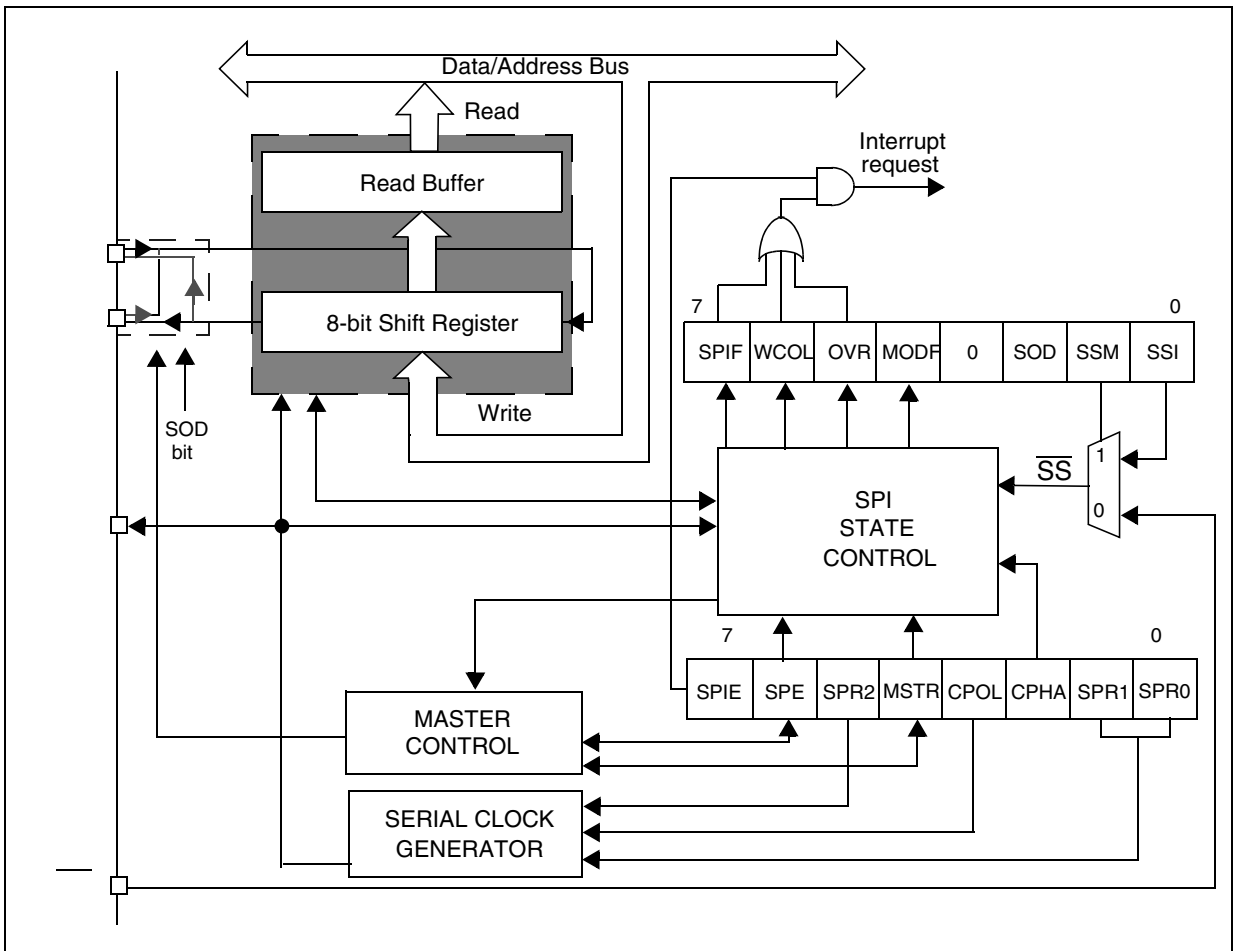 Data/Address Bus
Read
Read Buffer
8-bit Shift Register
Write
SOD
bit
Interrupt
request
7 0
SPIF WCOL OVR MODF 0 SOD SSM SSI
1
SS
0
SPI
STATE
CONTROL
7 0
SPIE SPE SPR2 MSTR CPOL CPHA SPR1 SPR0
MASTER
CONTROL
SERIAL CLOCK
GENERATOR